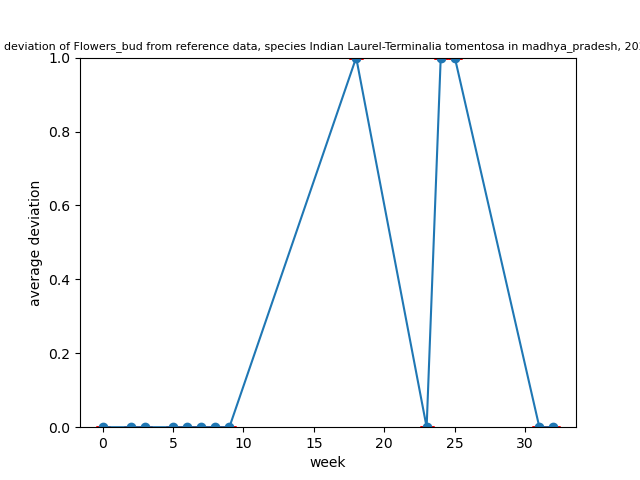 deviation of Flowers_bud from reference data, species Indian Laurel-Terminalia tomentosa in madhya_pradesh, 20
1.0
0.8
0.6
0.4
0.2
0.0
average deviation
0 5 10 15 20 25 30
week